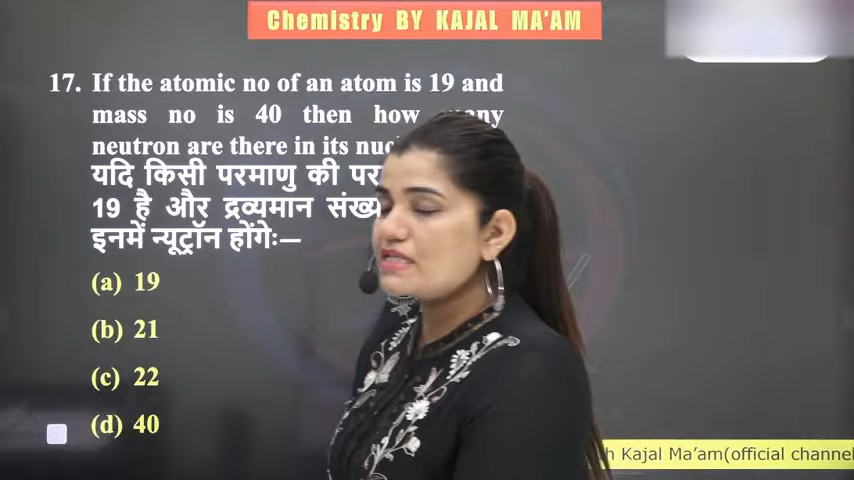 Chemistry BY KAJAL MA'AM
17. If the atomic no of an atom is 19 and
mass no is 40 then how many
neutron are there in its
यदि किसी परमाणु की
19 है और द्रव्यमान
इनमें न्यूट्रॉन होंगेः—
(a) 19
(b) 21
(c) 22
(d) 40
Kajal Ma'am(official channel